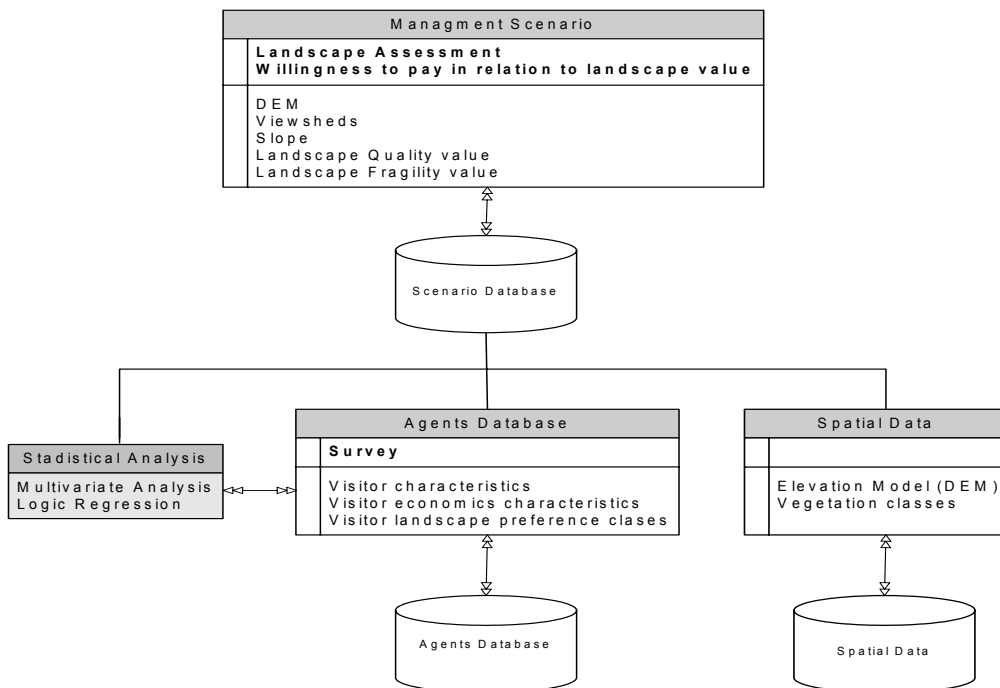 Managment Scenario
Landscape Assessment
Willingness to pay in relation to landscape value
DEM
Viewsheds
Slope
Landscape Quality value
Landscape Fragility value
Scenario Database
Stadistical Analysis
Multivariate Analysis
Logic Regression
Agents Database
Survey
Visitor characteristics
Visitor economics characteristics
Visitor landscape preference clases
Spatial Data
Elevation Model (DEM)
Vegetation classes
Agents Database
Spatial Data